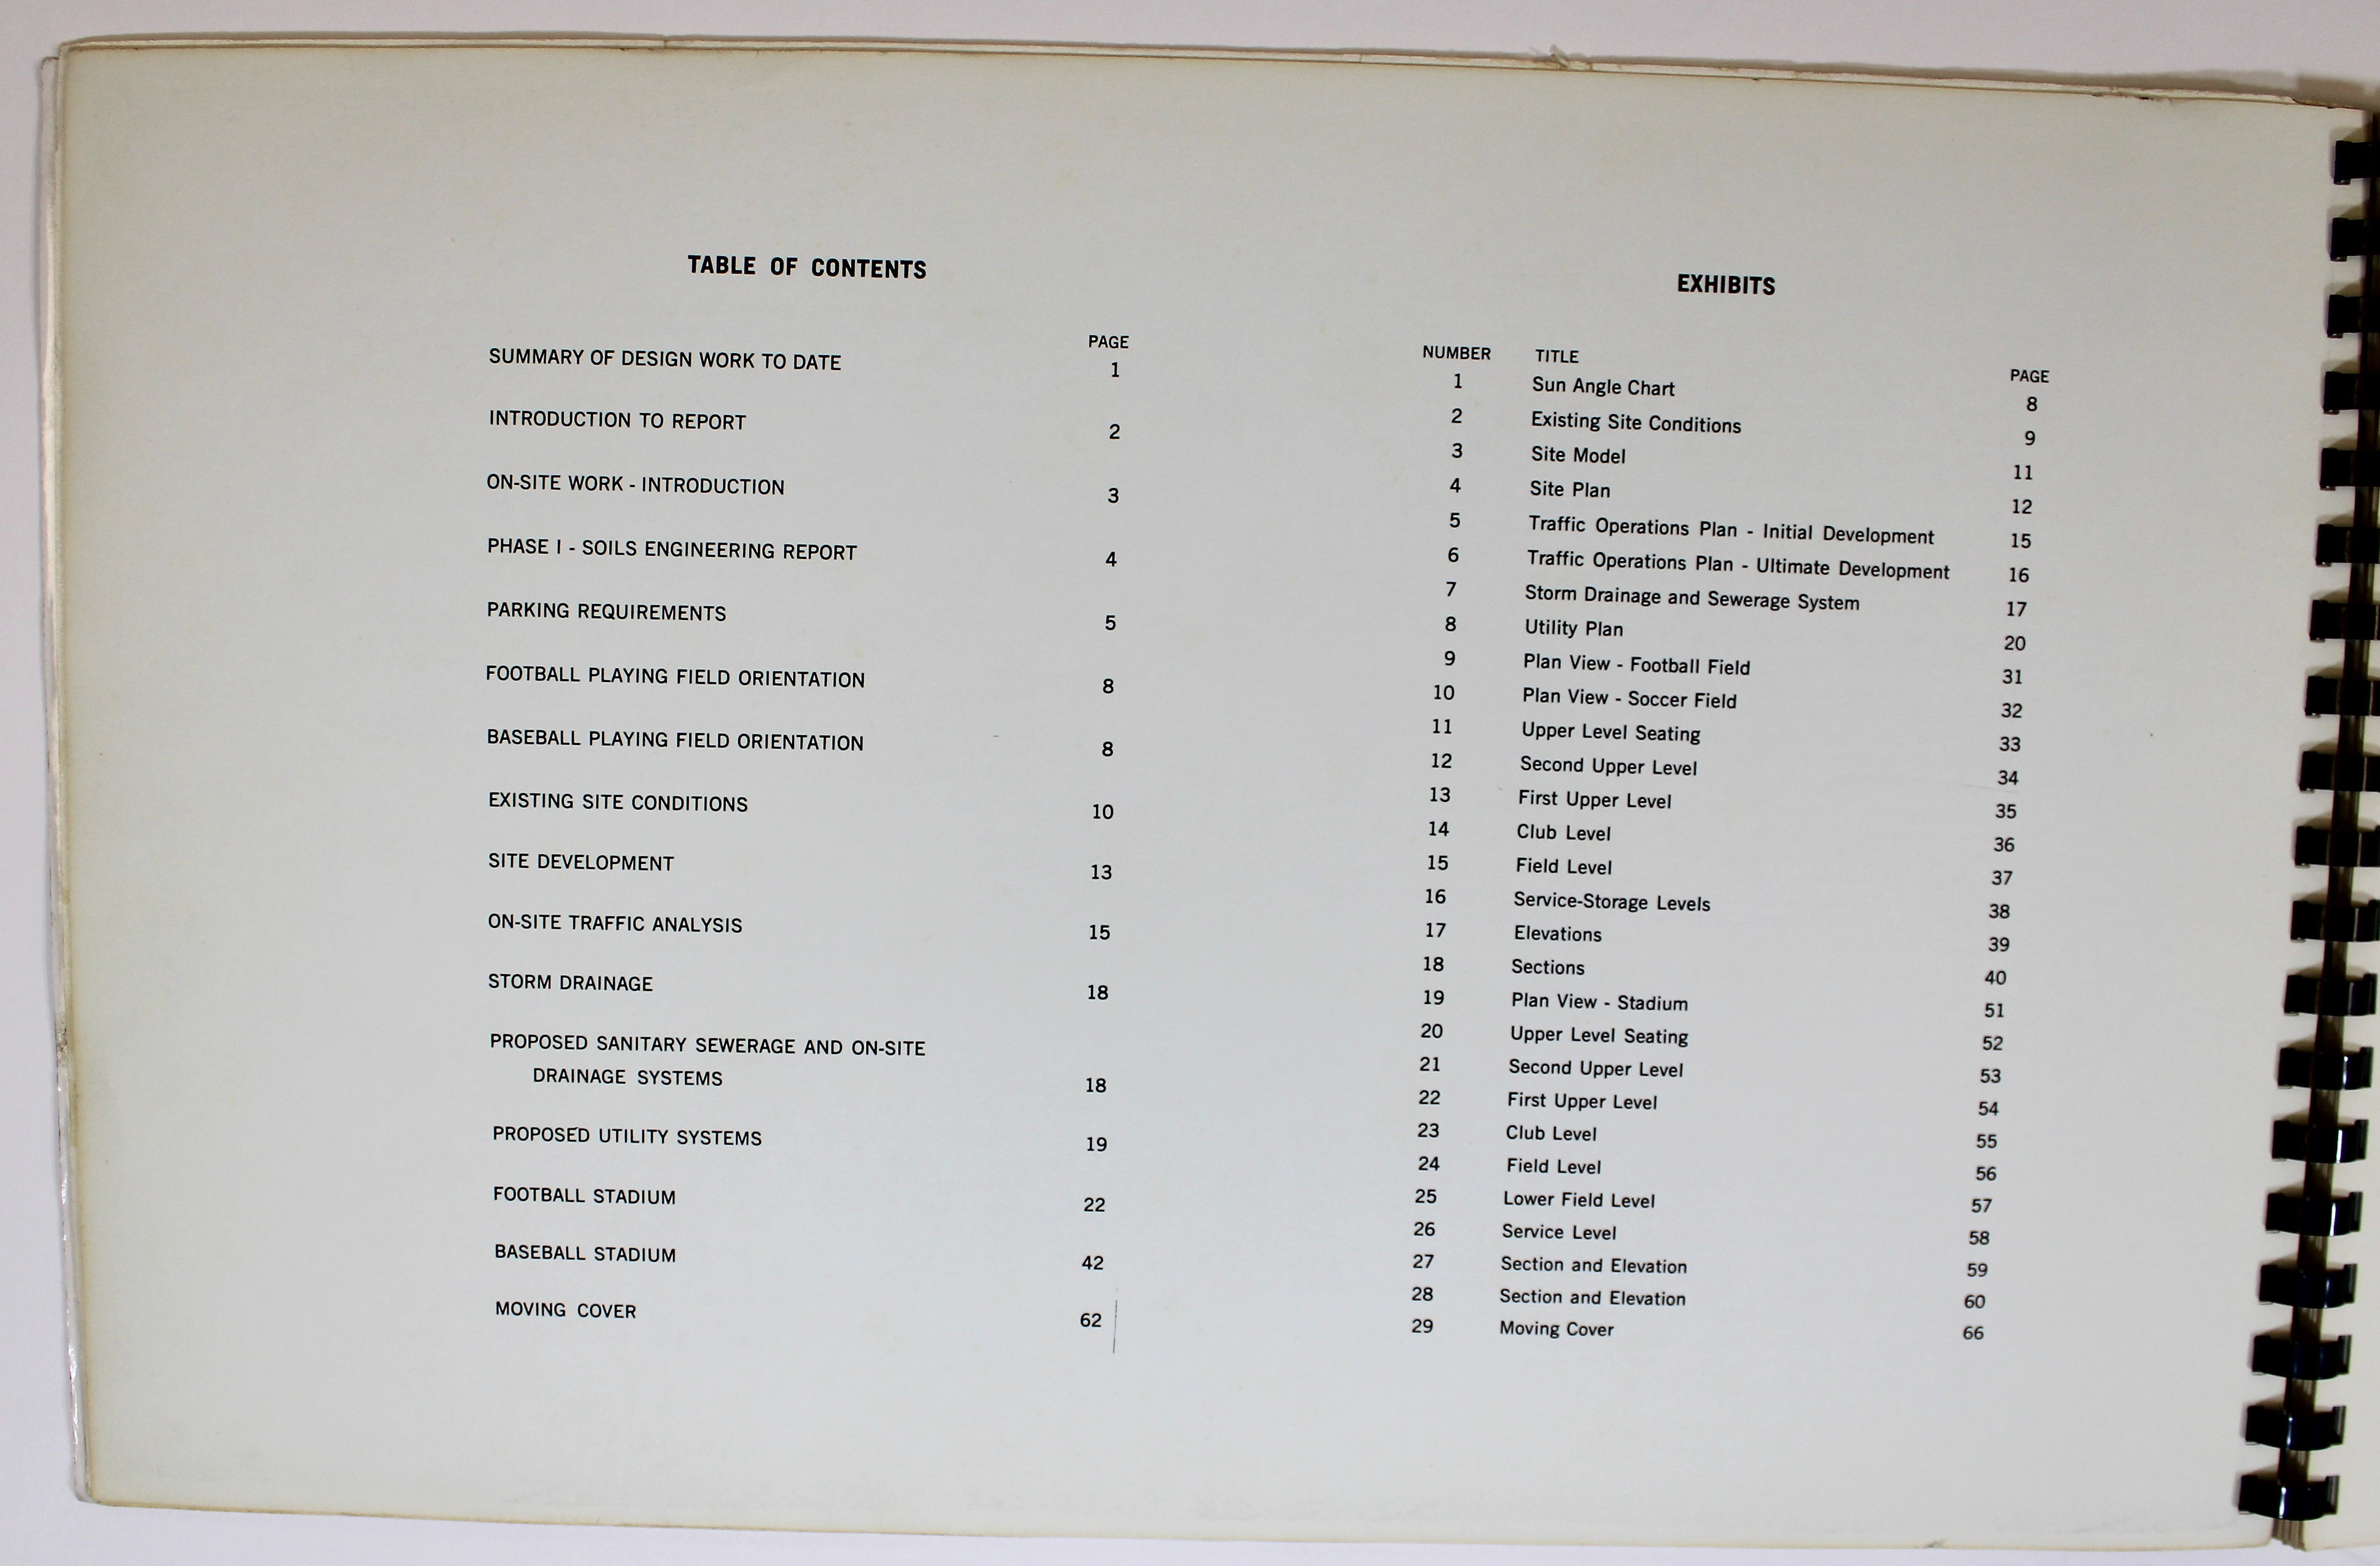 TABLE OF CONTENTS
PAGE
SUMMARY OF DESIGN WORK TO DATE 1
INTRODUCTION TO REPORT 2
ON-SITE WORK - INTRODUCTION 3
PHASE I - SOILS ENGINEERING REPORT 4
PARKING REQUIREMENTS 5
FOOTBALL PLAYING FIELD ORIENTATION 8
BASEBALL PLAYING FIELD ORIENTATION 8
EXISTING SITE CONDITIONS 10
SITE DEVELOPMENT 13
ON-SITE TRAFFIC ANALYSIS 15
STORM DRAINAGE 18
PROPOSED SANITARY SEWERAGE AND ON-SITE
DRAINAGE SYSTEMS 18
PROPOSED UTILITY SYSTEMS 19
FOOTBALL STADIUM 22
BASEBALL STADIUM 42
MOVING COVER 62
EXHIBITS
NUMBER TITLE PAGE
1 Sun Angle Chart 8
2 Existing Site Conditions 9
3 Site Model 11
4 Site Plan 12
5 Traffic Operations Plan - Initial Development 15
6 Traffic Operations Plan - Ultimate Development 16
7 Storm Drainage and Sewerage System 17
8 Utility Plan 20
9 Plan View - Football Field 31
10 Plan View - Soccer Field 32
11 Upper Level Seating 33
12 Second Upper Level 34
13 First Upper Level 35
14 Club Level 36
15 Field Level 37
16 Service-Storage Levels 38
17 Elevations 39
18 Sections 40
19 Plan View - Stadium 51
20 Upper Level Seating 52
21 Second Upper Level 53
22 First Upper Level 54
23 Club Level 55
24 Field Level 56
25 Lower Field Level 57
26 Service Level 58
27 Section and Elevation 59
28 Section and Elevation 60
29 Moving Cover 66